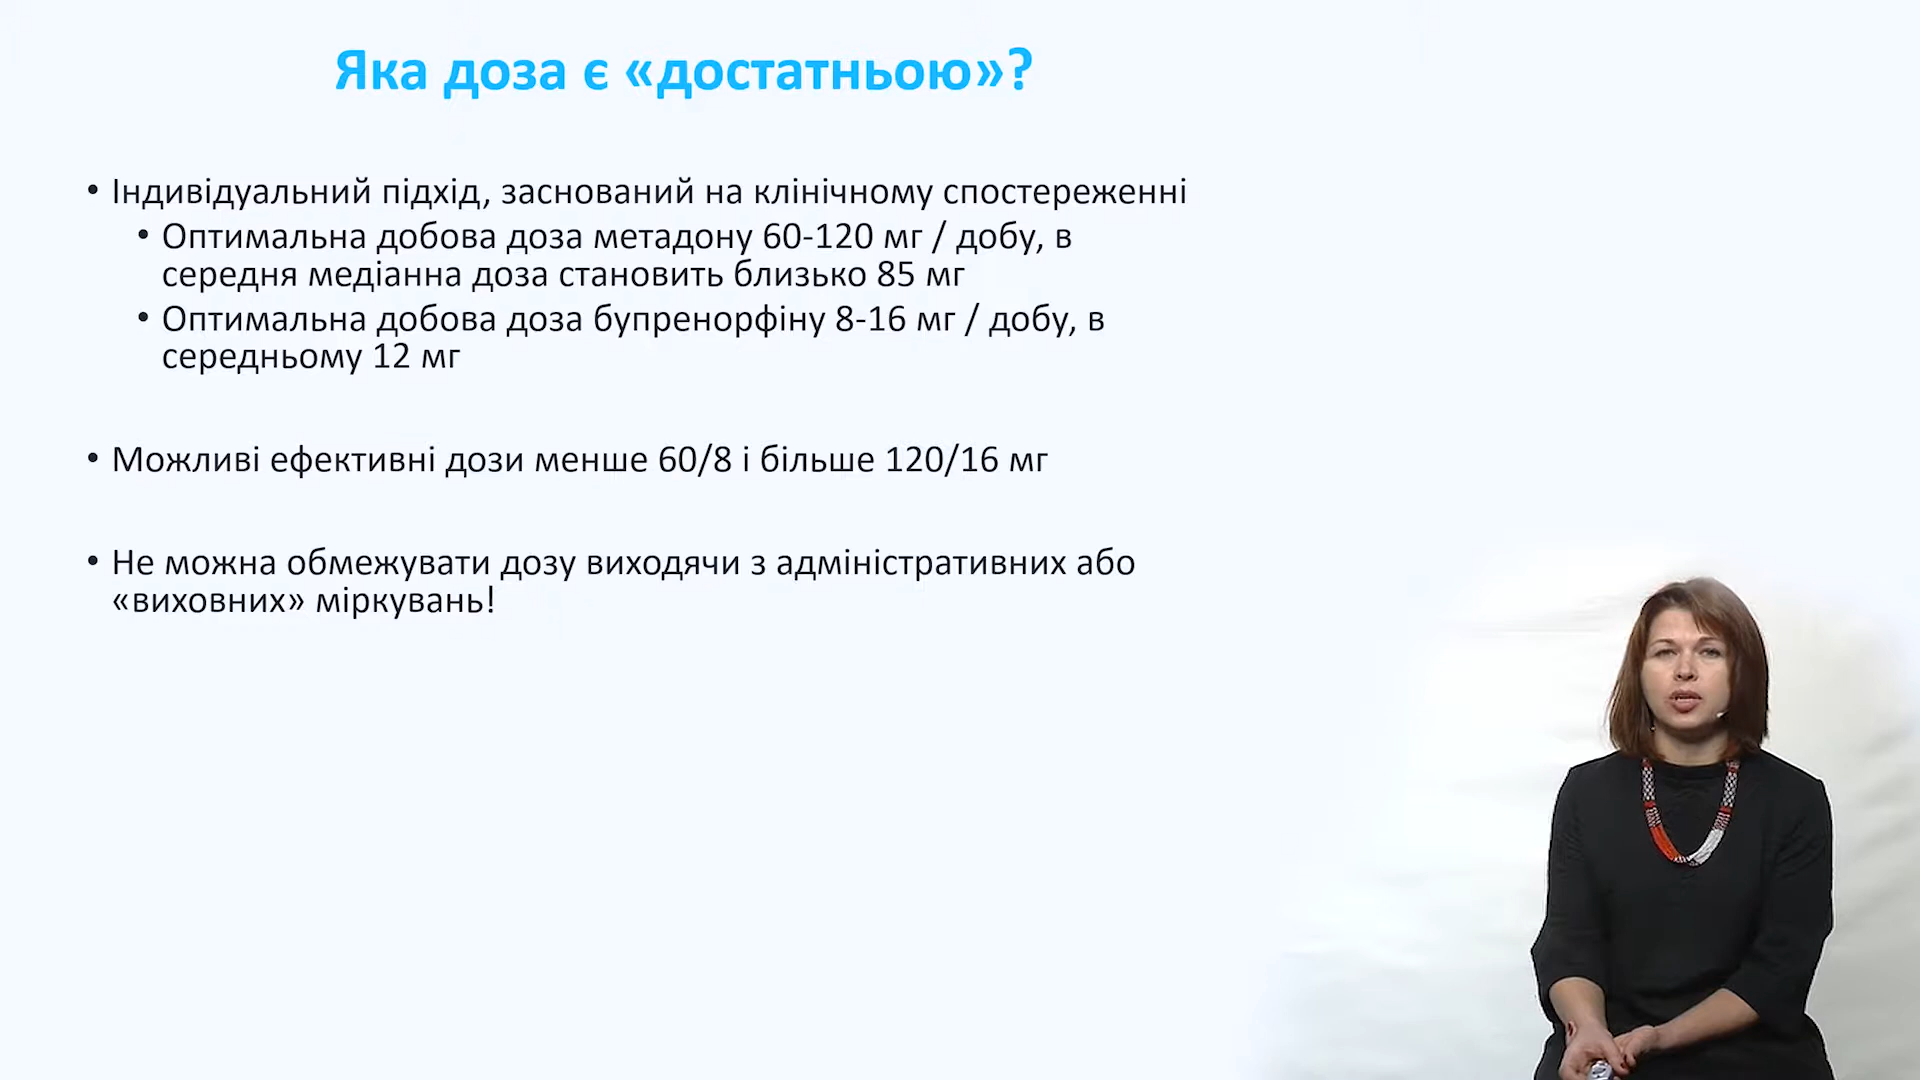 Яка доза є «достатньою»?
• Індивідуальний підхід, заснований на клінічному спостереженні
• Оптимальна добова доза метадону 60-120 мг / добу, в
середня медіанна доза становить близько 85 мг
• Оптимальна добова доза бупренорфіну 8-16 мг / добу, в
середньому 12 мг
• Можливі ефективні дози менше 60/8 і більше 120/16 мг
• Не можна обмежувати дозу виходячи з адміністративних або
«виховних» міркувань!